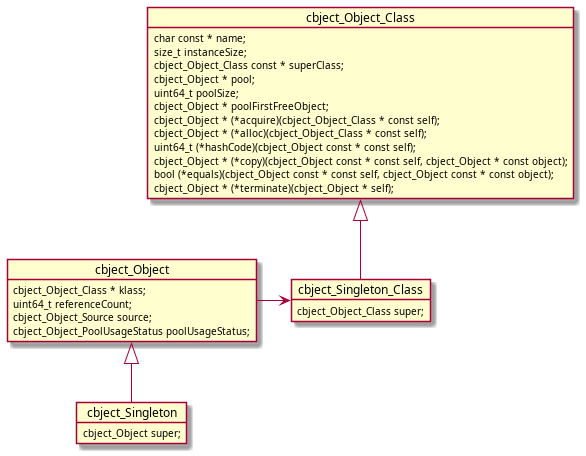 cbject_Object_Class
char const * name;
size_t instanceSize;
cbject_Object_Class const * superClass;
cbject_Object * pool;
uint64_t poolSize;
cbject_Object * poolFirstFreeObject;
cbject_Object * (*acquire)(cbject_Object_Class * const self);
cbject_Object * (*alloc)(cbject_Object_Class * const self);
uint64_t (*hashCode)(cbject_Object const * const self);
cbject_Object * (*copy)(cbject_Object const * const self, cbject_Object * const object);
bool (*equals)(cbject_Object const * const self, cbject_Object const * const object);
cbject_Object * (*terminate)(cbject_Object * self);
cbject_Object
cbject_Object_Class * klass;
uint64_t referenceCount;
cbject_Object_Source source;
cbject_Object_PoolUsageStatus poolUsageStatus;
cbject_Singleton_Class
cbject_Object_Class super;
cbject_Singleton
cbject_Object super;